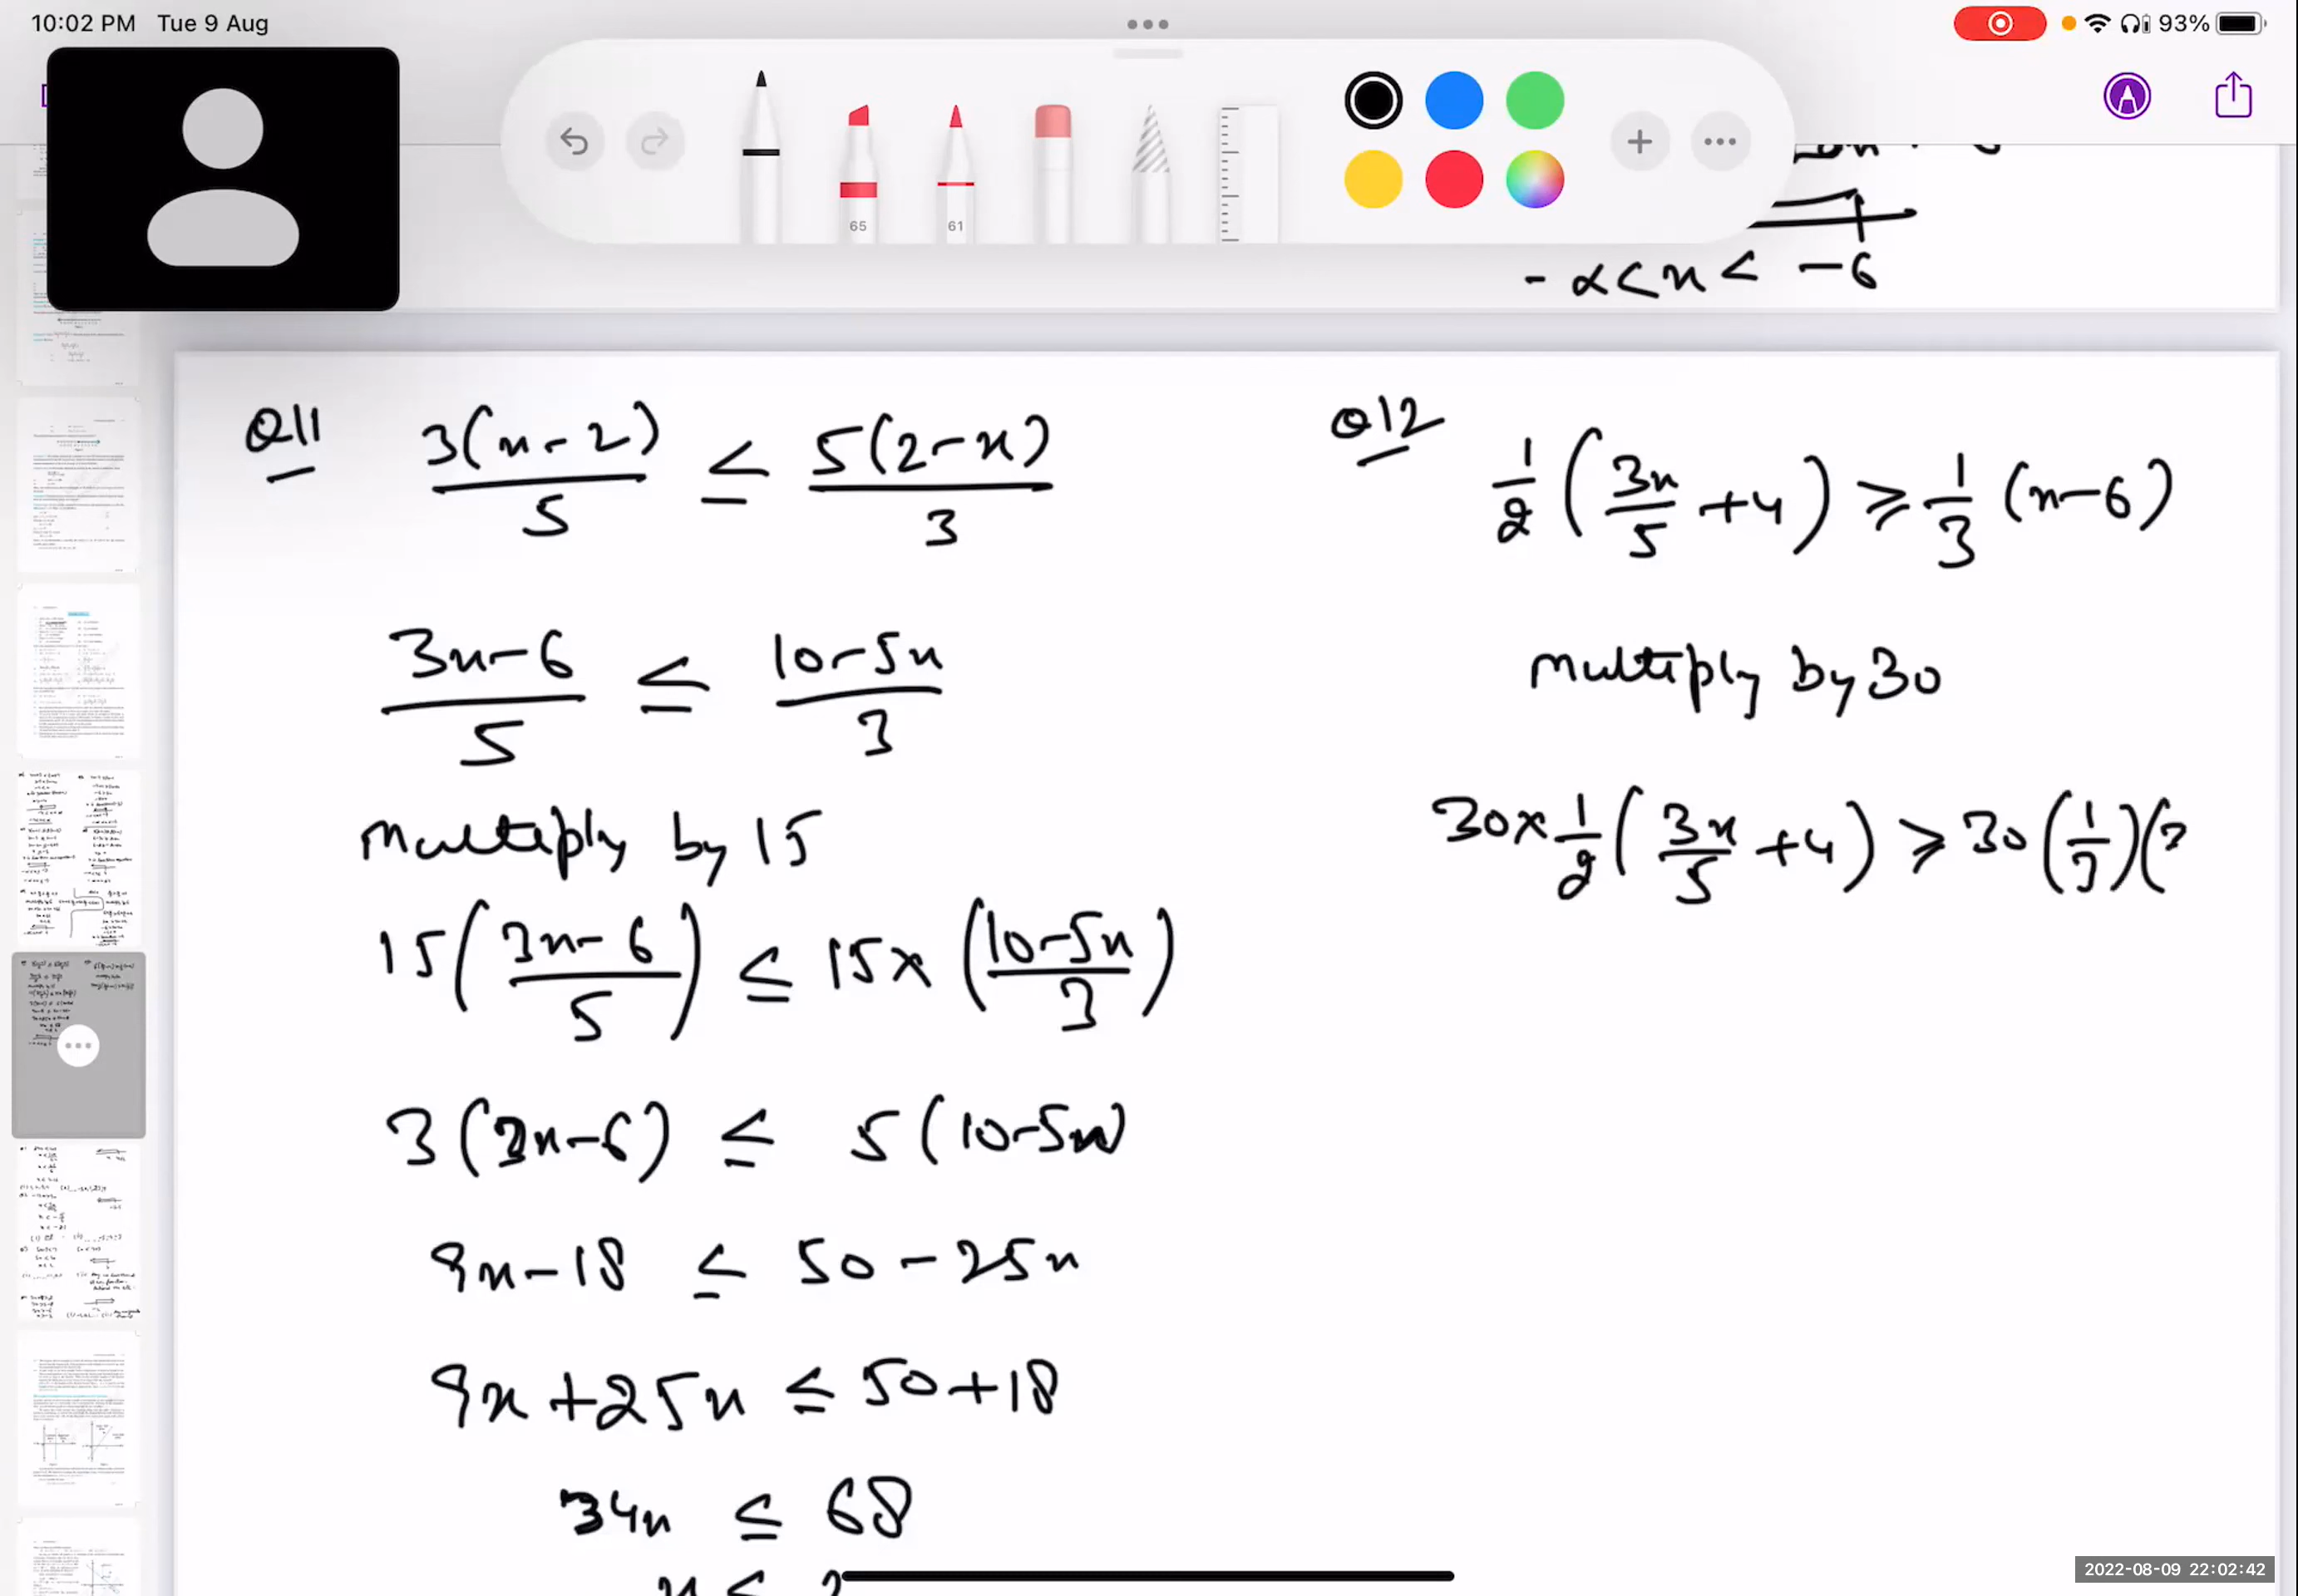 10:02 PM Tue 9 Aug
93%
65
61
- α < x < -6
Q11
3(x-2)/5 ≤ 5(2-x)/3
(3x-6)/5 ≤ (10-5x)/3
Multiply by 15
15((3x-6)/5) ≤ 15x((10-5x)/3)
3(3x-6) ≤ 5(10-5x)
9x-18 ≤ 50-25x
9x+25x ≤ 50+18
34x ≤ 68
Q12
1/2(3x/5+4) ≥ 1/3(x-6)
Multiply by 30
30x 1/2(3x/5+4) ≥ 30(1/3)(
2022-08-09 22:02:42